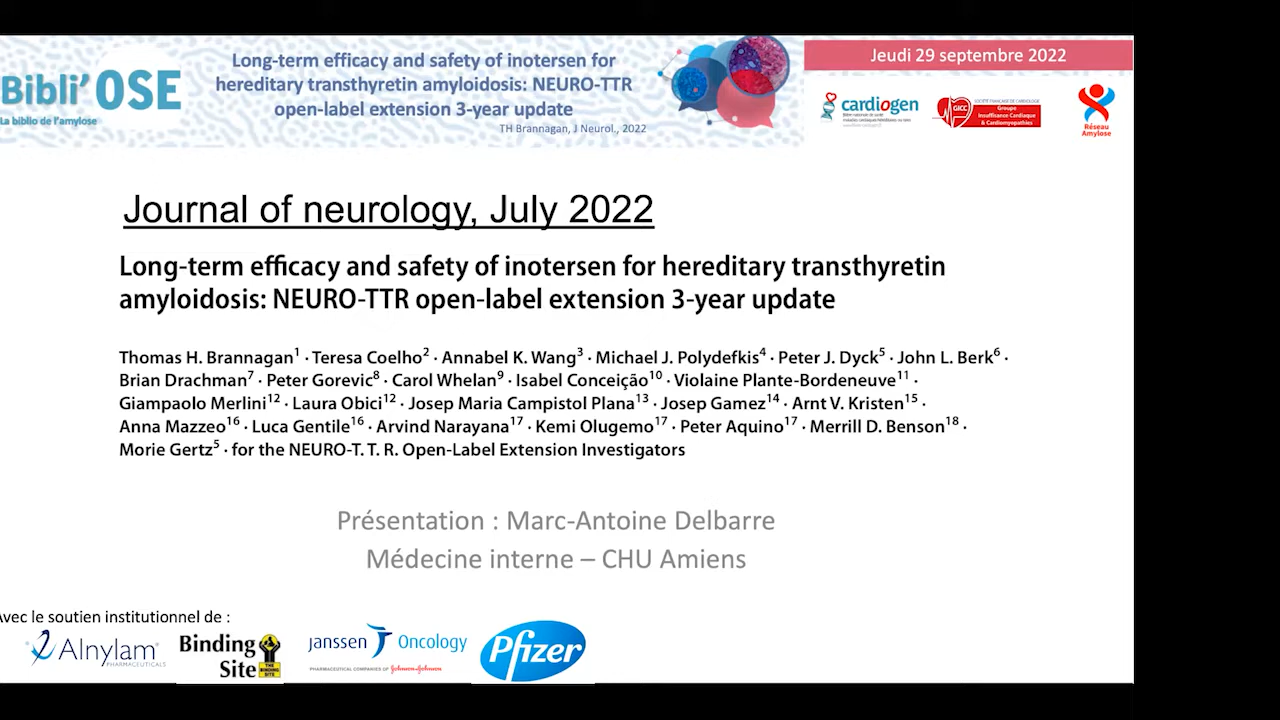 Bibli'OSE
La biblio de l'amylose
Long-term efficacy and safety of inotersen for
hereditary transthyretin amyloidosis: NEURO-TTR
open-label extension 3-year update
TH Brannagan, J Neurol., 2022
Jeudi 29 septembre 2022
cardiogen
GICC
SOCIÉTÉ FRANÇAISE DE CARDIOLOGIE
Groupe
Insuffisance Cardiaque
& Cardiomyopathies
Réseau
Amylose
Journal of neurology, July 2022
Long-term efficacy and safety of inotersen for hereditary transthyretin
amyloidosis: NEURO-TTR open-label extension 3-year update
Thomas H. Brannagan¹ · Teresa Coelho² · Annabel K. Wang³ · Michael J. Polydefkis⁴ · Peter J. Dyck⁵ · John L. Berk⁶ ·
Brian Drachman⁷ · Peter Gorevic⁸ · Carol Whelan⁹ · Isabel Conceição¹⁰ · Violaine Plante-Bordeneuve¹¹ ·
Giampaolo Merlini¹² · Laura Obici¹² · Josep Maria Campistol Plana¹³ · Josep Gamez¹⁴ · Arnt V. Kristen¹⁵ ·
Anna Mazzeo¹⁶ · Luca Gentile¹⁶ · Arvind Narayana¹⁷ · Kemi Olugemo¹⁷ · Peter Aquino¹⁷ · Merrill D. Benson¹⁸ ·
Morie Gertz⁵ · for the NEURO-T. T. R. Open-Label Extension Investigators
Présentation : Marc-Antoine Delbarre
Médecine interne – CHU Amiens
Avec le soutien institutionnel de :
Alnylam
PHARMACEUTICALS
Binding
Site
THE
BINDING
SITE
janssen Oncology
PHARMACEUTICAL COMPANIES OF Johnson-Johnson
Pfizer